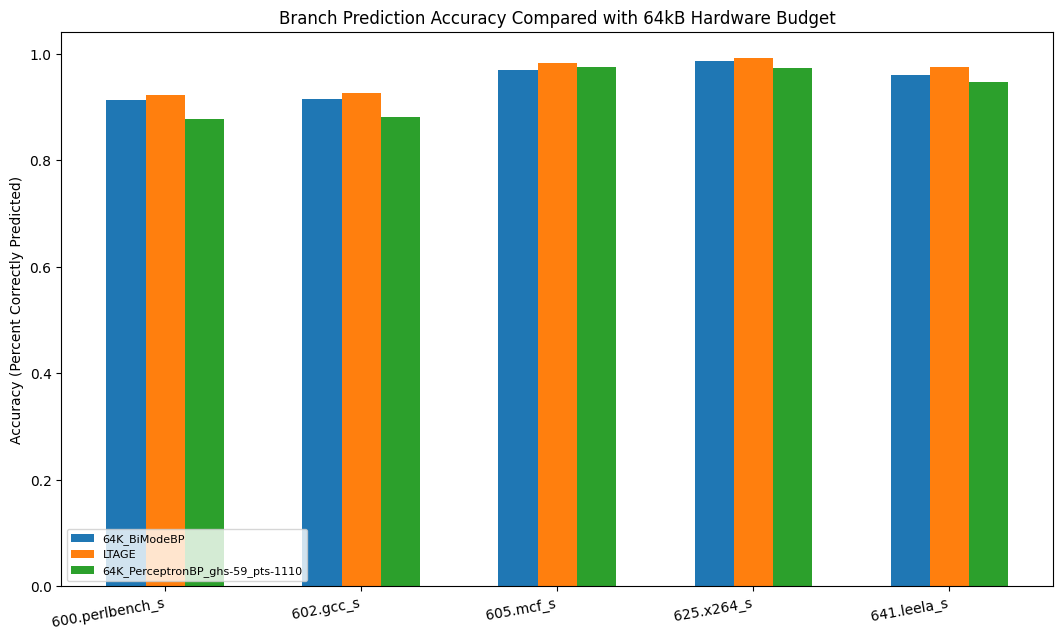 Branch Prediction Accuracy Compared with 64kB Hardware Budget
Accuracy (Percent Correctly Predicted)
1.0
0.8
0.6
0.4
0.2
0.0
64K_BiModeBP
LTAGE
64K_PerceptronBP_ghs-59_pts-1110
600.perlbench_s
602.gcc_s
605.mcf_s
625.x264_s
641.leela_s